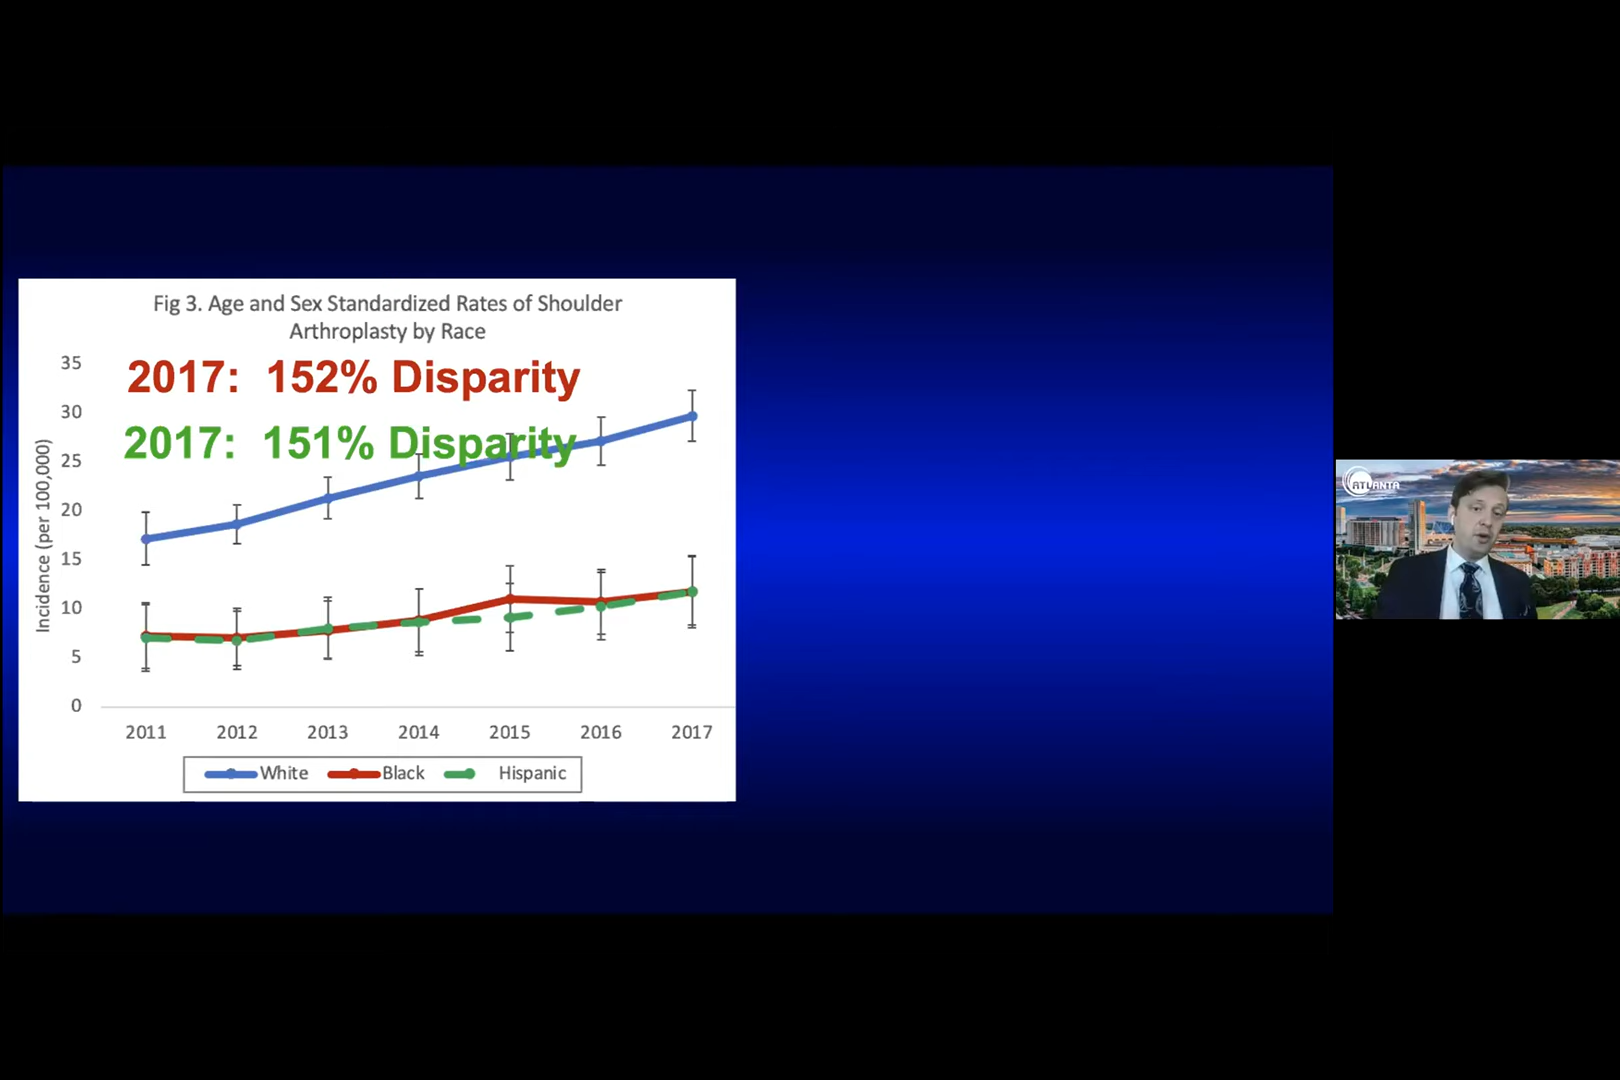 Fig 3. Age and Sex Standardized Rates of Shoulder
Arthroplasty by Race
2017: 152% Disparity
2017: 151% Disparity
Incidence (per 100,000)
35
30
25
20
15
10
5
0
2011 2012 2013 2014 2015 2016 2017
White Black Hispanic
ATLANTA